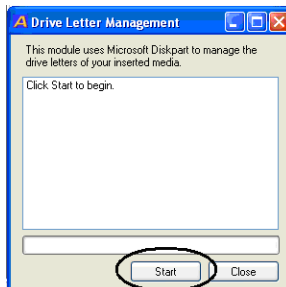 Drive Letter Management
This module uses Microsoft Diskpart to manage the
drive letters of your inserted media.
Click Start to begin.
Start
Close